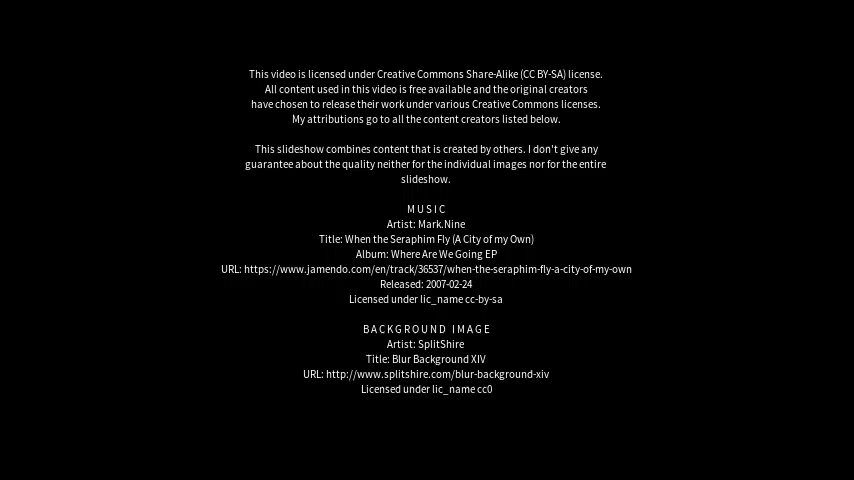 This video is licensed under Creative Commons Share-Alike (CC BY-SA) license.
All content used in this video is free available and the original creators
have chosen to release their work under various Creative Commons licenses.
My attributions go to all the content creators listed below.
This slideshow combines content that is created by others. I don't give any
guarantee about the quality neither for the individual images nor for the entire
slideshow.
M U S I C
Artist: Mark.Nine
Title: When the Seraphim Fly (A City of my Own)
Album: Where Are We Going EP
URL: https://www.jamendo.com/en/track/36537/when-the-seraphim-fly-a-city-of-my-own
Released: 2007-02-24
Licensed under lic_name cc-by-sa
B A C K G R O U N D   I M A G E
Artist: SplitShire
Title: Blur Background XIV
URL: http://www.splitshire.com/blur-background-xiv
Licensed under lic_name cc0